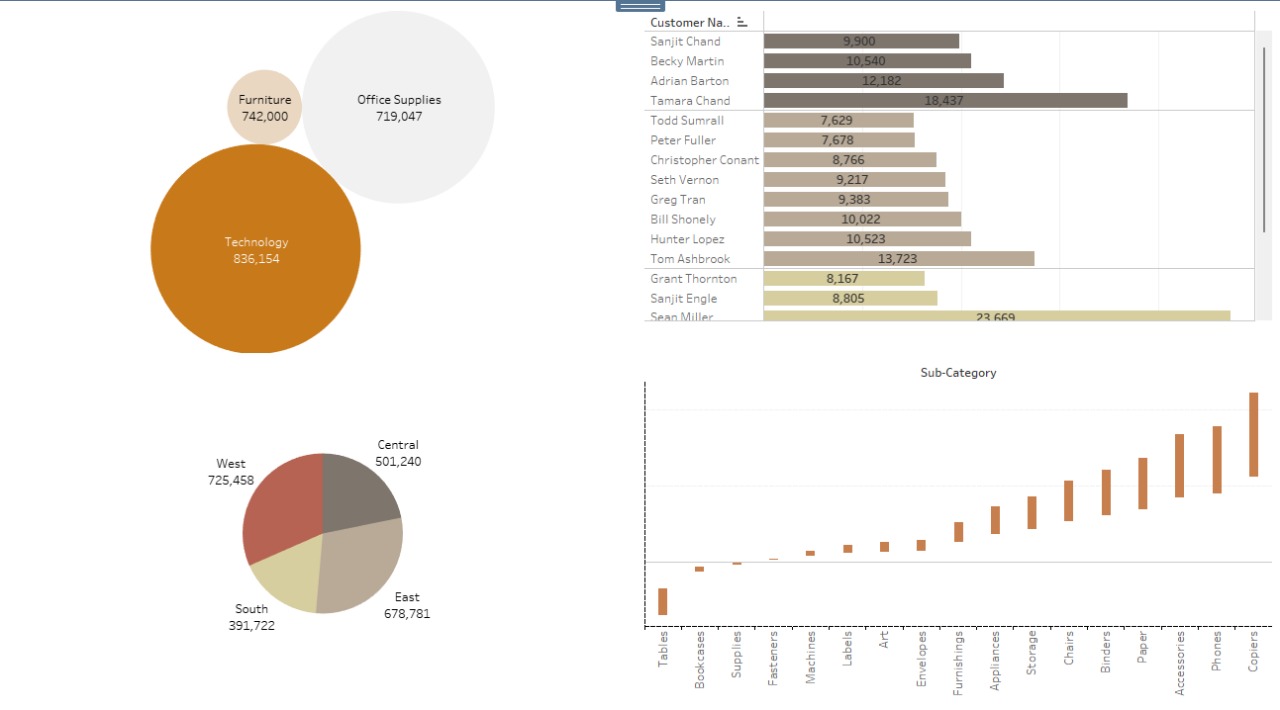 Furniture
742,000
Office Supplies
719,047
Technology
836,154
Customer Na..
Sanjit Chand 9,900
Becky Martin 10,540
Adrian Barton 12,182
Tamara Chand 18,437
Todd Sumrall 7,629
Peter Fuller 7,678
Christopher Conant 8,766
Seth Vernon 9,217
Greg Tran 9,383
Bill Shonely 10,022
Hunter Lopez 10,523
Tom Ashbrook 13,723
Grant Thornton 8,167
Sanjit Engle 8,805
Sean Miller 23,669
Central
501,240
West
725,458
East
678,781
South
391,722
Sub-Category
Tables
Bookcases
Supplies
Fasteners
Machines
Labels
Art
Envelopes
Furnishings
Appliances
Storage
Chairs
Binders
Paper
Accessories
Phones
Copiers